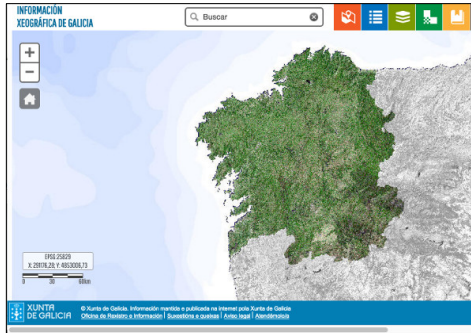 INFORMACIÓN
XEOGRÁFICA DE GALICIA
Buscar
+
−
EPSG:25829
X: 291176,28; Y: 4853006,73
0 30 60km
XUNTA
DE GALICIA
© Xunta de Galicia. Información mantida e publicada na internet pola Xunta de Galicia
Oficina de Rexistro e Información | Suxestións e queixas | Aviso legal | Atendémolo/a